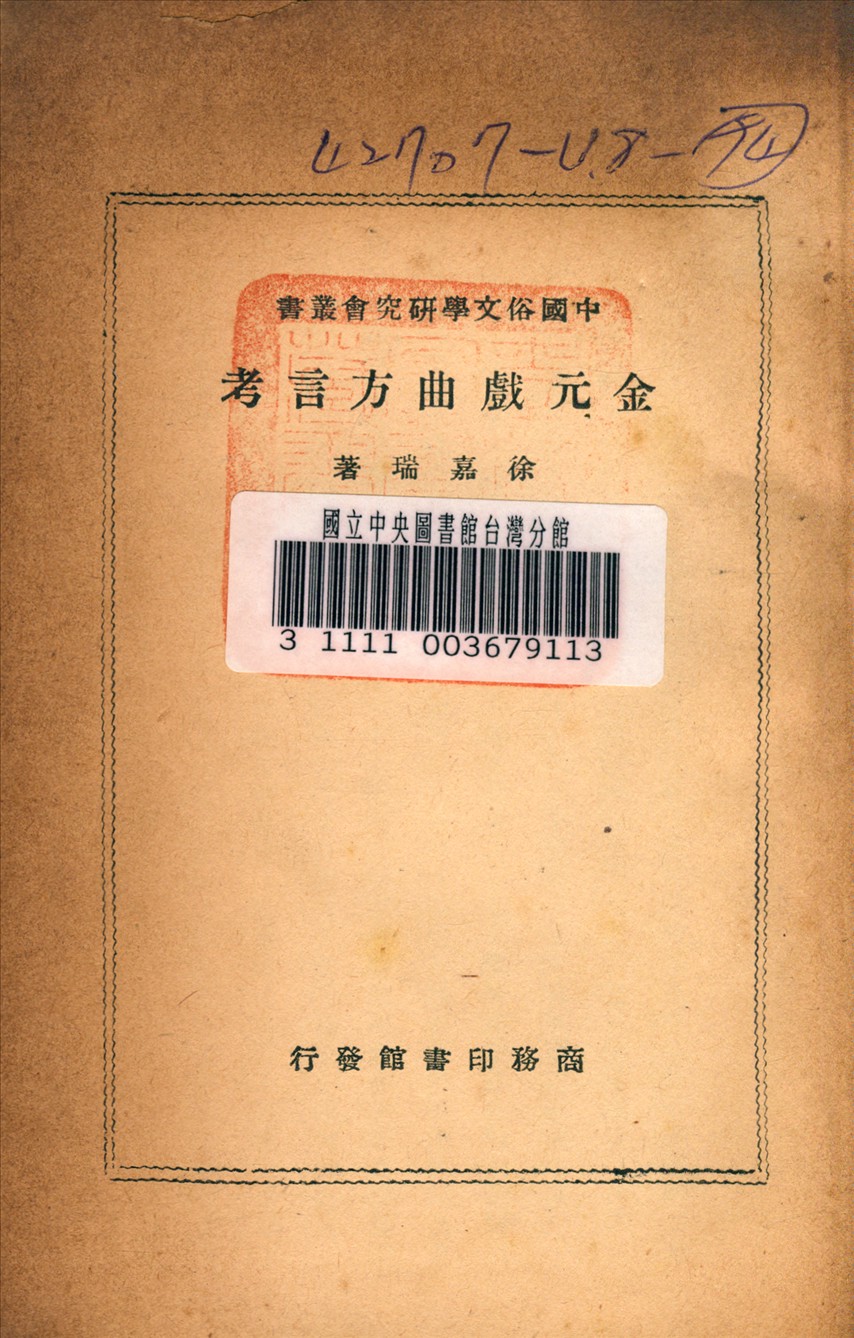 中國俗文學研究會叢書
金元戲曲方言考
徐嘉瑞著
國立中央圖書館台灣分館
3 1111 003679113
商務印書館發行